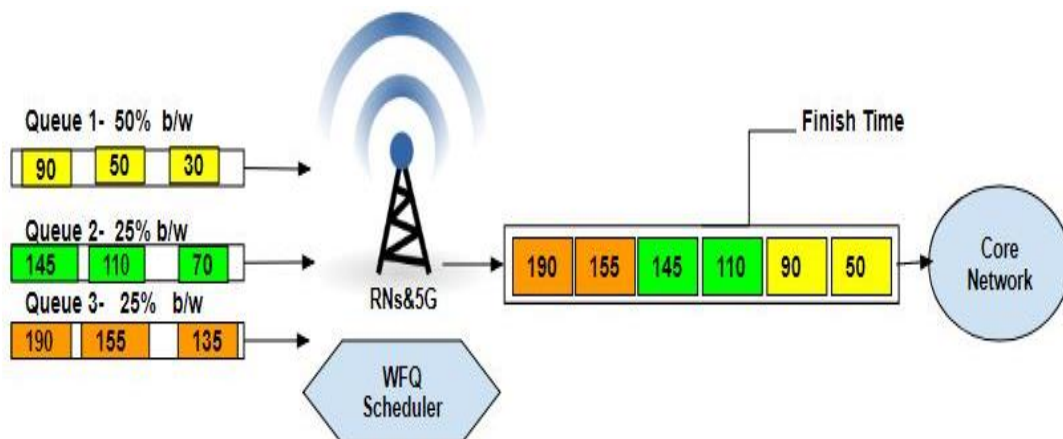 Queue 1- 50% b/w
90 50 30
Queue 2- 25% b/w
145 110 70
Queue 3- 25% b/w
190 155 135
RNs&5G
WFQ
Scheduler
Finish Time
190 155 145 110 90 50
Core
Network